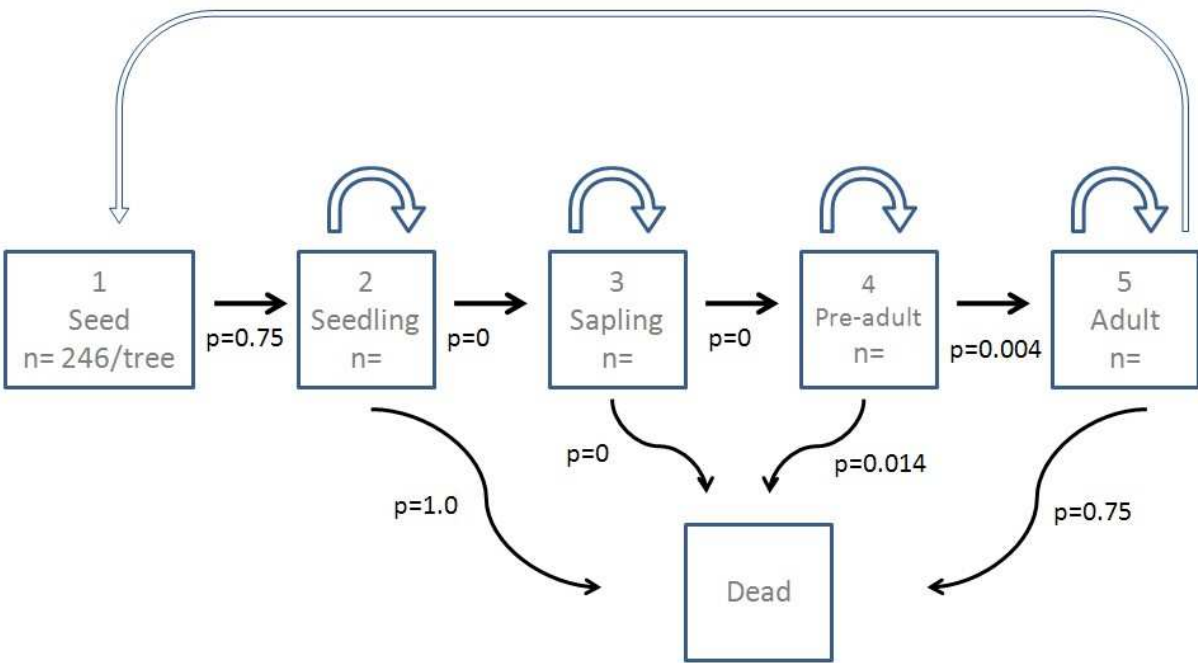 1
Seed
n= 246/tree
p=0.75
2
Seedling
n=
p=0
3
Sapling
n=
p=0
4
Pre-adult
n=
p=0.004
5
Adult
n=
p=1.0
p=0
p=0.014
p=0.75
Dead